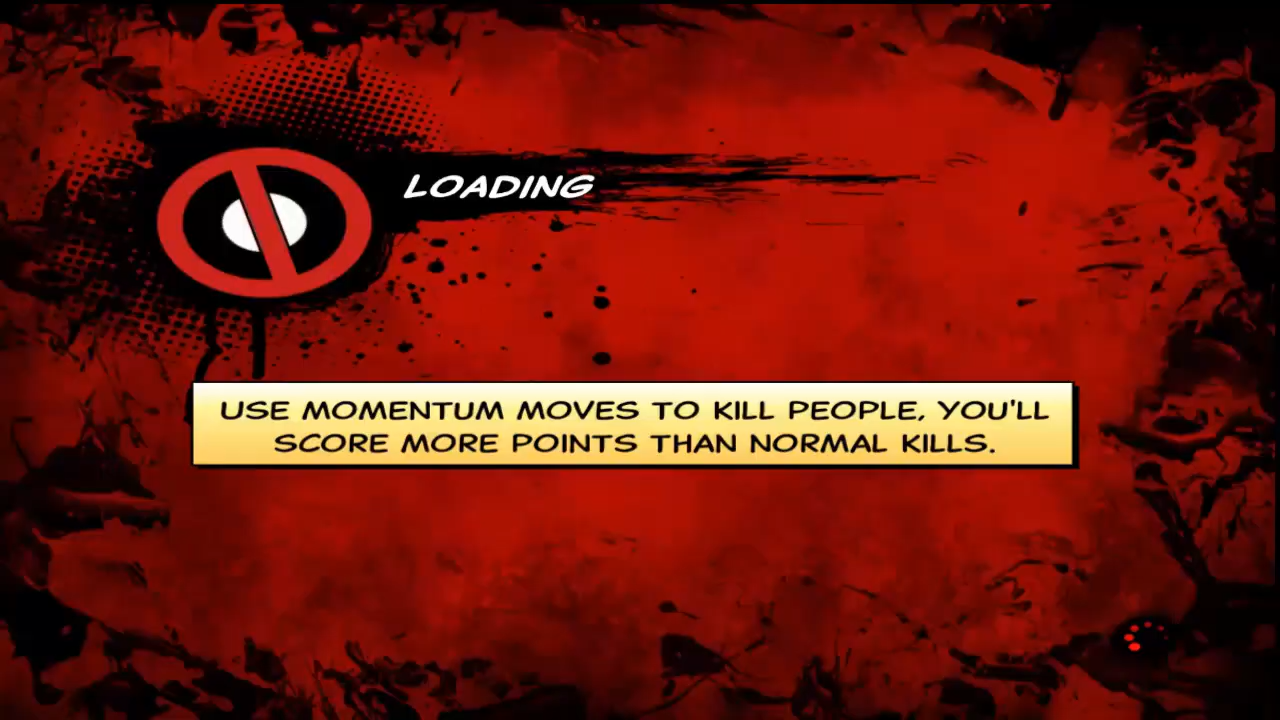 LOADING
USE MOMENTUM MOVES TO KILL PEOPLE, YOU'LL
SCORE MORE POINTS THAN NORMAL KILLS.